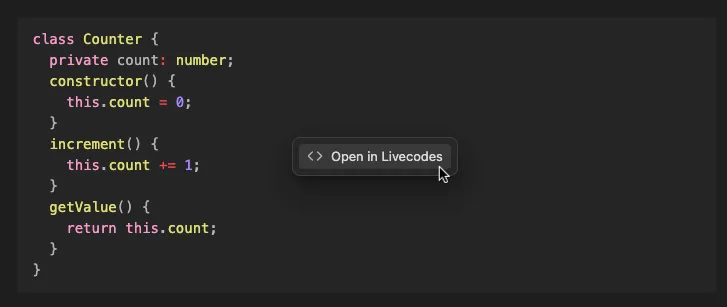 class Counter {
  private count: number;
  constructor() {
    this.count = 0;
  }
  increment() {
    this.count += 1;
  }
  getValue() {
    return this.count;
  }
}
<> Open in Livecodes